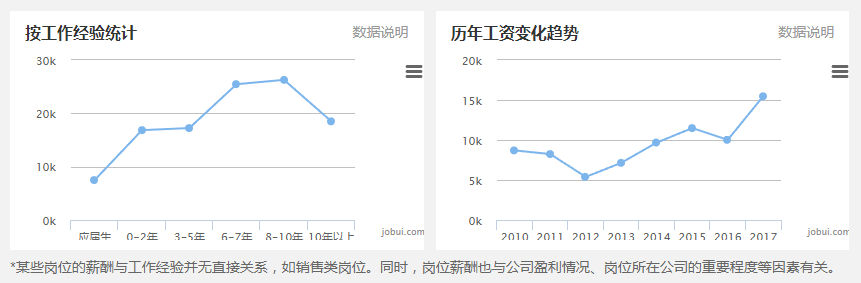 按工作经验统计 数据说明
30k
20k
10k
0k
应届生 0-2年 3-5年 6-7年 8-10年 10年以上
jobui.com
历年工资变化趋势 数据说明
20k
15k
10k
5k
0k
2010 2011 2012 2013 2014 2015 2016 2017
jobui.com
*某些岗位的薪酬与工作经验并无直接关系，如销售类岗位。同时，岗位薪酬也与公司盈利情况、岗位所在公司的重要程度等因素有关。